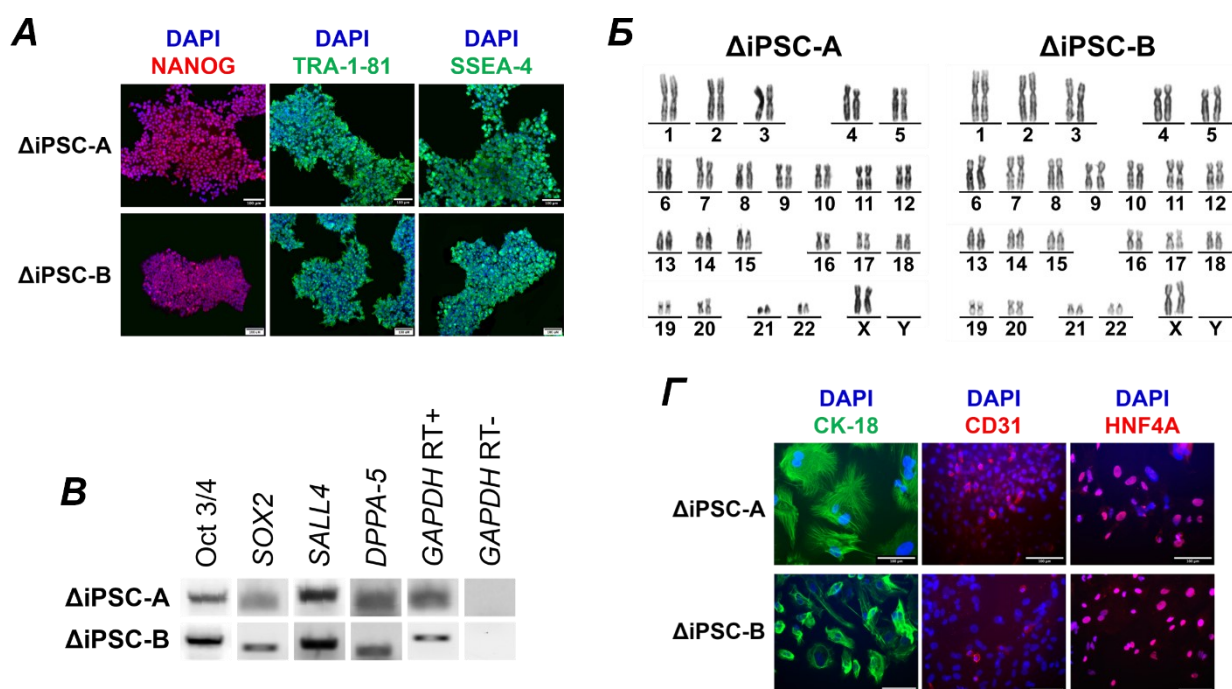 А
DAPI DAPI DAPI
NANOG TRA-1-81 SSEA-4
ΔiPSC-A
ΔiPSC-B
Б
ΔiPSC-A ΔiPSC-B
1 2 3 4 5 1 2 3 4 5
6 7 8 9 10 11 12 6 7 8 9 10 11 12
13 14 15 16 17 18 13 14 15 16 17 18
19 20 21 22 X Y 19 20 21 22 X Y
В
Oct 3/4
SOX2
SALL4
DPPA-5
GAPDH RT+
GAPDH RT-
ΔiPSC-A
ΔiPSC-B
Г
DAPI DAPI DAPI
CK-18 CD31 HNF4A
ΔiPSC-A
ΔiPSC-B